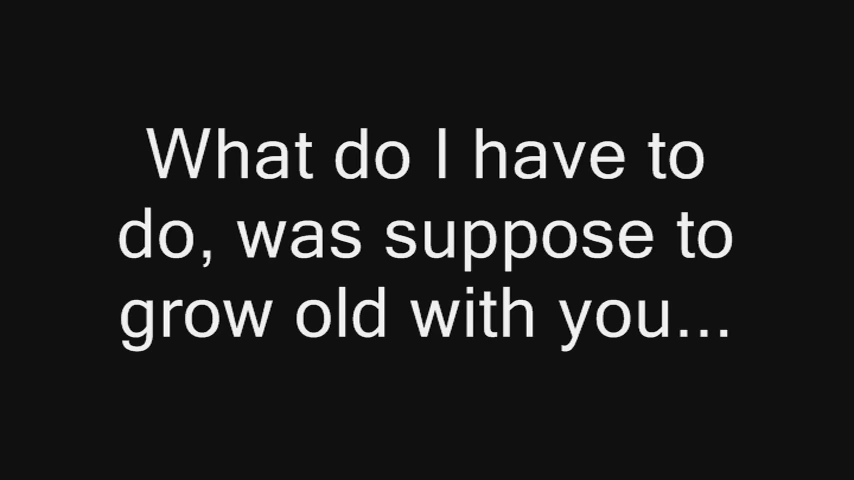 What do I have to
do, was suppose to
grow old with you...